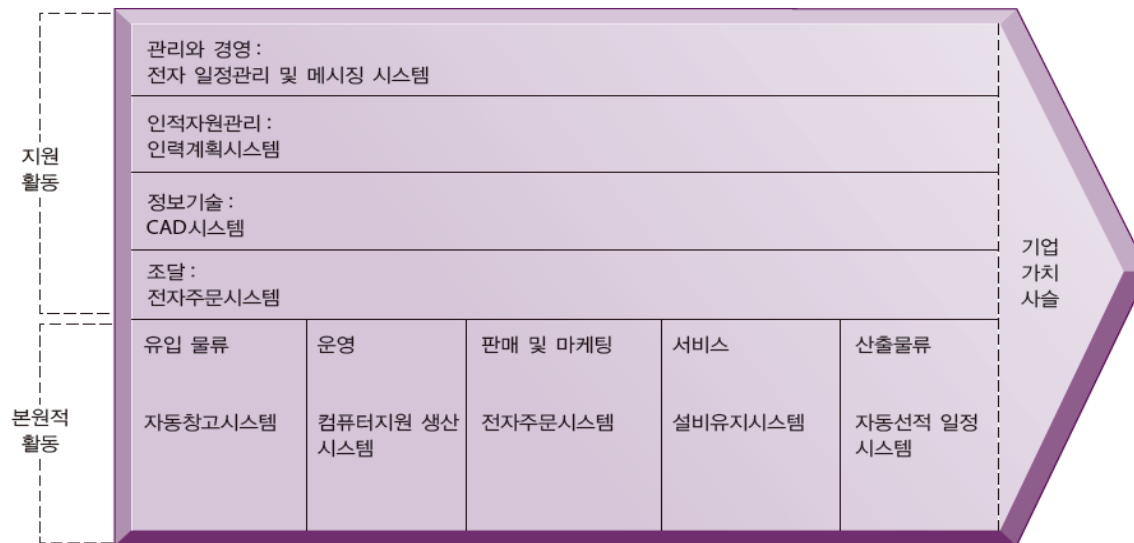 관리와 경영 :
전자 일정관리 및 메시징 시스템
인적자원관리 :
인력계획시스템
지원
활동
정보기술 :
CAD시스템
조달 :
전자주문시스템
기업
가치
사슬
본원적
활동
유입 물류
자동창고시스템
운영
컴퓨터지원 생산
시스템
판매 및 마케팅
전자주문시스템
서비스
설비유지시스템
산출물류
자동선적 일정
시스템